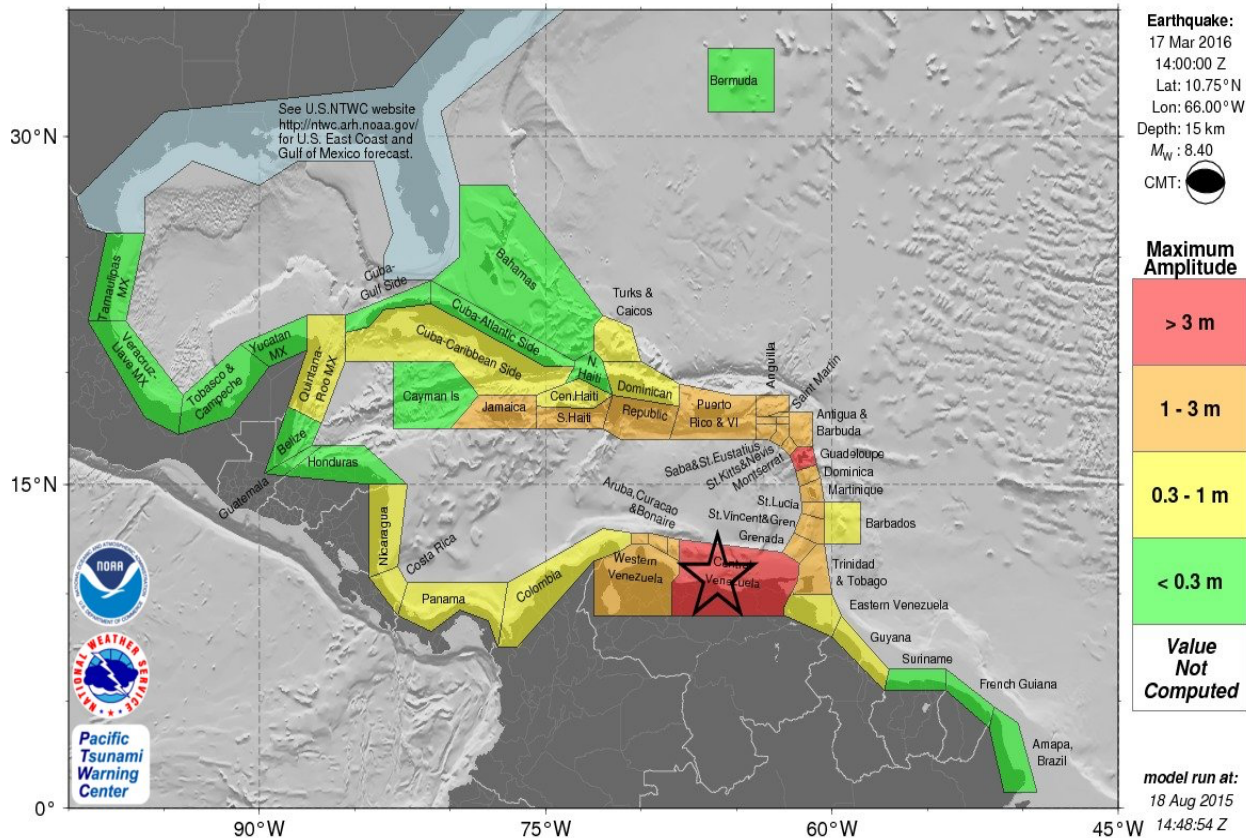 Earthquake:
17 Mar 2016
14:00:00 Z
Lat: 10.75°N
Lon: 66.00°W
Depth: 15 km
MW : 8.40
CMT:
Maximum
Amplitude
> 3 m
1 - 3 m
0.3 - 1 m
< 0.3 m
Value
Not
Computed
model run at:
18 Aug 2015
14:48:54 Z
30°N
15°N
0°
90°W
75°W
60°W
45°W
See U.S.NTWC website
http://ntwc.arh.noaa.gov/
for U.S. East Coast and
Gulf of Mexico forecast.
Bermuda
Tamaulipas
MX
Veracruz-
Llave MX
Tobasco &
Campeche
Yucatan
MX
Quintana-
Roo MX
Belize
Honduras
Guatemala
Nicaragua
Costa Rica
Panama
Colombia
Cuba-
Gulf Side
Cuba-Atlantic Side
Cuba-Caribbean Side
Bahamas
Turks &
Caicos
Cayman Is
Jamaica
N.
Haiti
Cen.Haiti
S.Haiti
Dominican
Republic
Puerto
Rico & VI
Anguilla
Saint Martin
Antigua &
Barbuda
Saba&St.Eustatius
St.Kitts&Nevis
Montserrat
Guadeloupe
Dominica
Martinique
St.Lucia
Barbados
St.Vincent&Gren
Grenada
Aruba,Curacao
&Bonaire
Western
Venezuela
Central
Venezuela
Trinidad
& Tobago
Eastern Venezuela
Guyana
Suriname
French Guiana
Amapa,
Brazil
NOAA
NATIONAL OCEANIC AND ATMOSPHERIC ADMINISTRATION
U.S. DEPARTMENT OF COMMERCE
NATIONAL WEATHER SERVICE
Pacific
Tsunami
Warning
Center